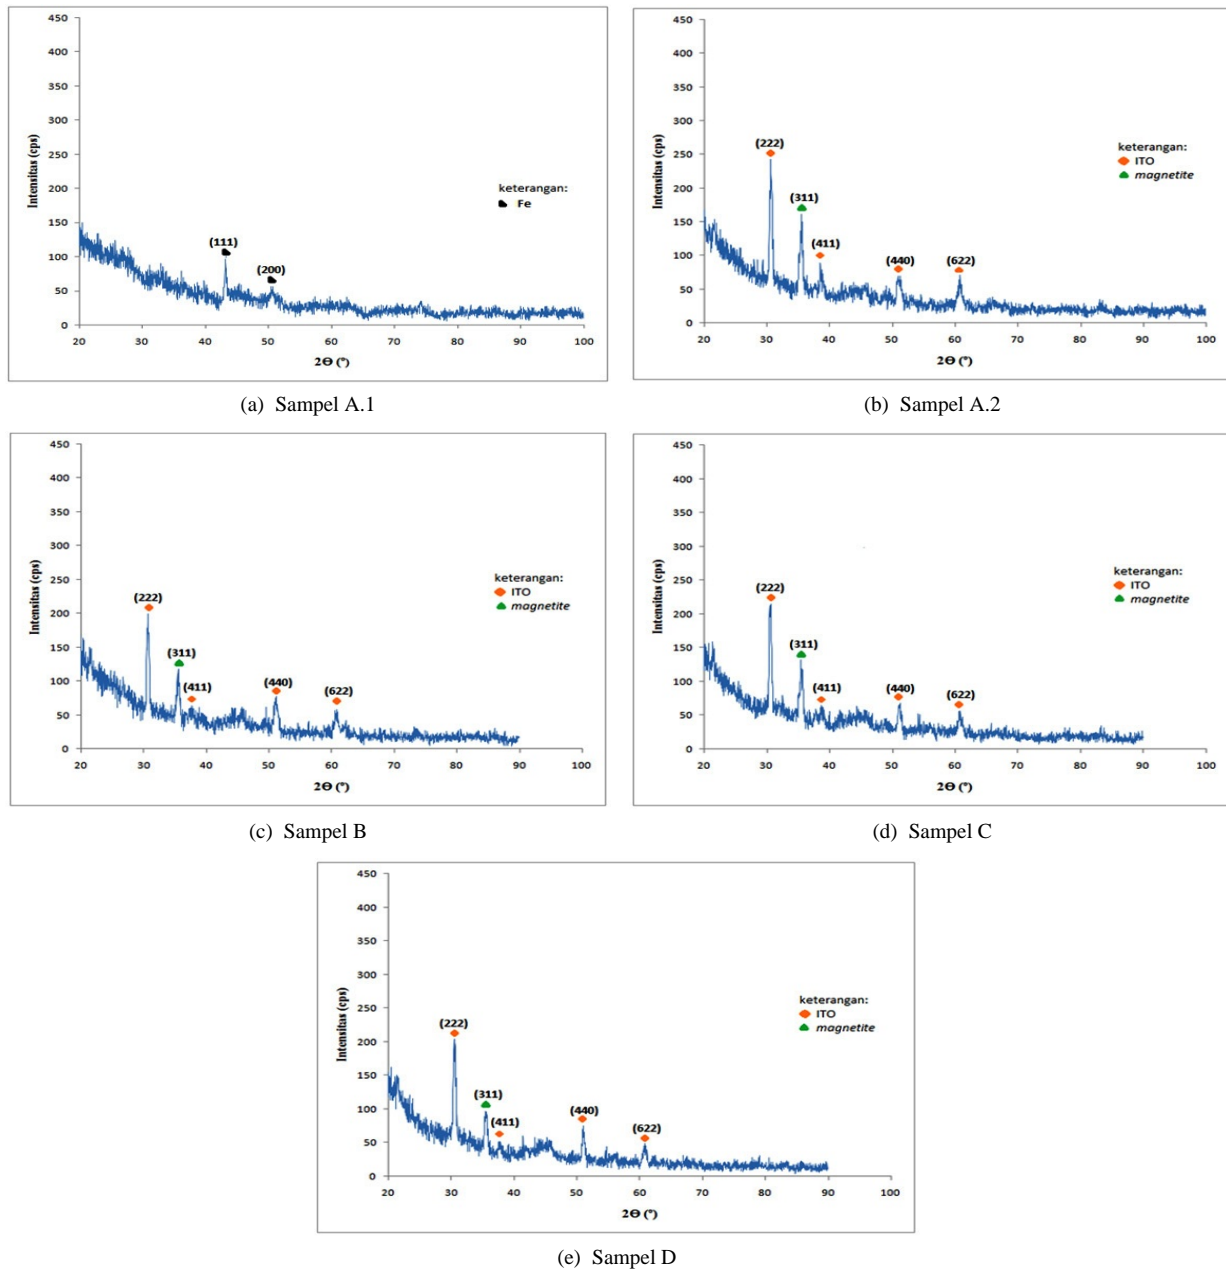 450
400
350
300
250
200
150
100
50
0
Intensitas (cps)
(111)
(200)
keterangan:
Fe
20 30 40 50 60 70 80 90 100
2Θ (°)
(a) Sampel A.1
450
400
350
300
250
200
150
100
50
0
Intensitas (cps)
(222)
(311)
(411)
(440)
(622)
keterangan:
ITO
magnetite
20 30 40 50 60 70 80 90 100
2Θ (°)
(b) Sampel A.2
450
400
350
300
250
200
150
100
50
0
Intensitas (cps)
(222)
(311)
(411)
(440)
(622)
keterangan:
ITO
magnetite
20 30 40 50 60 70 80 90 100
2Θ (°)
(c) Sampel B
450
400
350
300
250
200
150
100
50
0
Intensitas (cps)
(222)
(311)
(411)
(440)
(622)
keterangan:
ITO
magnetite
20 30 40 50 60 70 80 90 100
2Θ (°)
(d) Sampel C
450
400
350
300
250
200
150
100
50
0
Intensitas (cps)
(222)
(311)
(411)
(440)
(622)
keterangan:
ITO
magnetite
20 30 40 50 60 70 80 90 100
2Θ (°)
(e) Sampel D